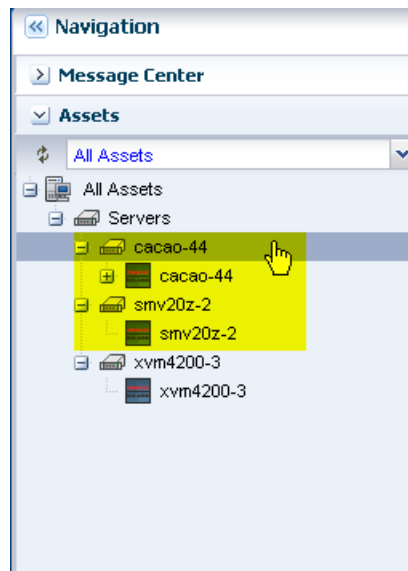 Navigation
Message Center
Assets
All Assets
All Assets
Servers
cacao-44
cacao-44
smv20z-2
smv20z-2
xvm4200-3
xvm4200-3